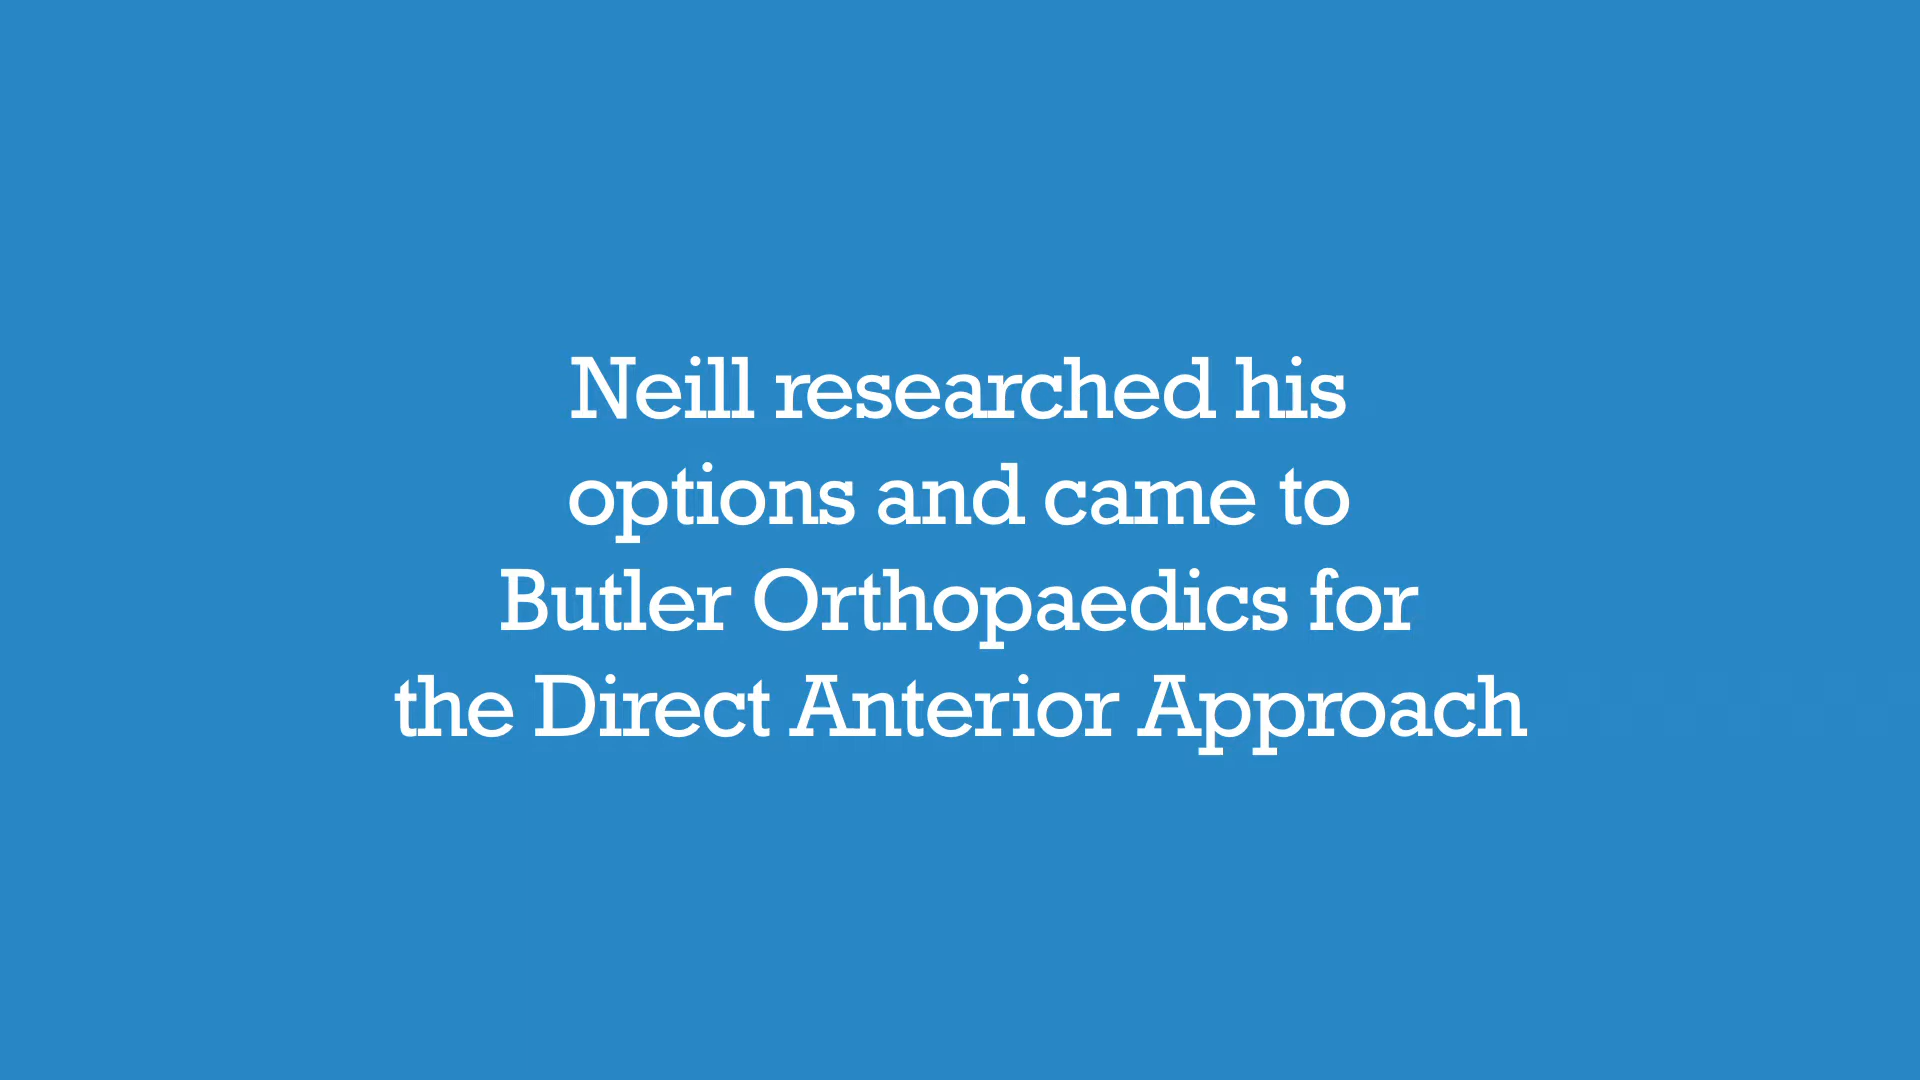 Neill researched his
options and came to
Butler Orthopaedics for
the Direct Anterior Approach